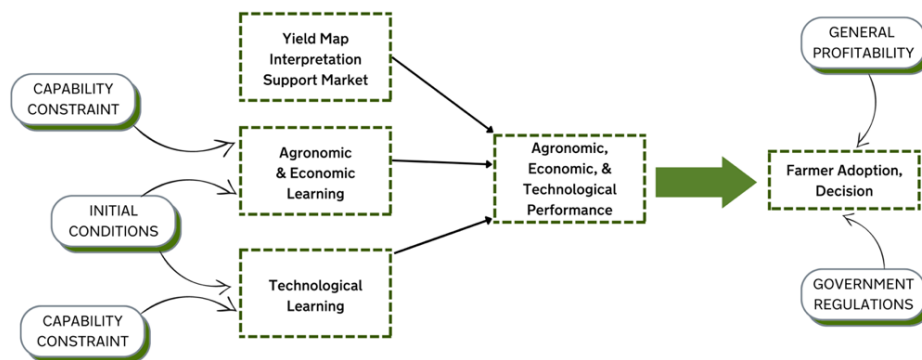 Yield Map
Interpretation
Support Market
CAPABILITY
CONSTRAINT
Agronomic
& Economic
Learning
INITIAL
CONDITIONS
Technological
Learning
CAPABILITY
CONSTRAINT
Agronomic,
Economic, &
Technological
Performance
GENERAL
PROFITABILITY
Farmer Adoption,
Decision
GOVERNMENT
REGULATIONS